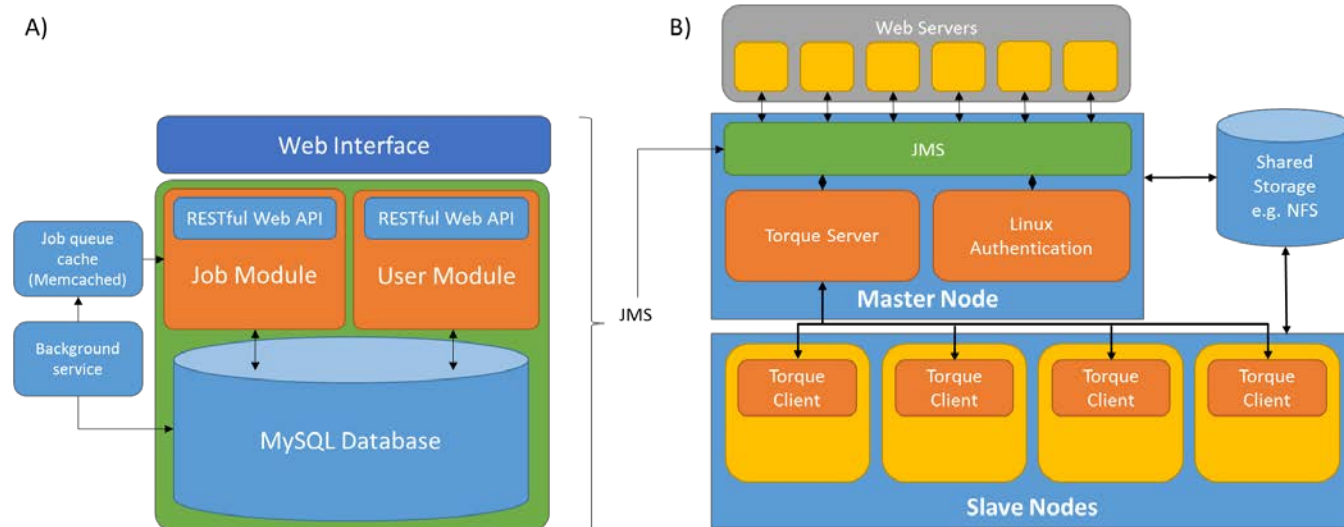 A)
Web Interface
RESTful Web API
RESTful Web API
Job Module
User Module
Job queue
cache
(Memcached)
Background
service
MySQL Database
JMS
B)
Web Servers
JMS
Torque Server
Linux
Authentication
Master Node
Shared
Storage
e.g. NFS
Torque
Client
Torque
Client
Torque
Client
Torque
Client
Slave Nodes